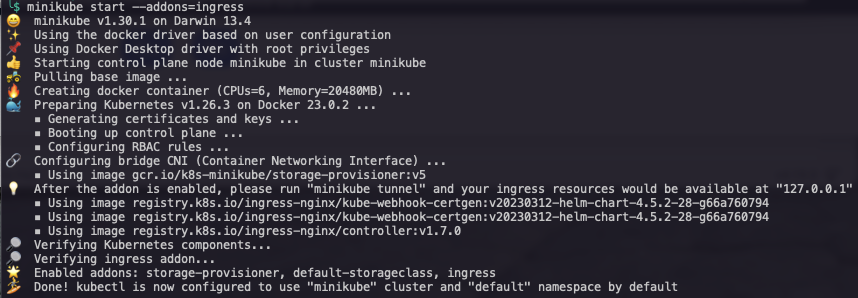 $ minikube start --addons=ingress
😄 minikube v1.30.1 on Darwin 13.4
✨ Using the docker driver based on user configuration
📌 Using Docker Desktop driver with root privileges
👍 Starting control plane node minikube in cluster minikube
🚜 Pulling base image ...
🔥 Creating docker container (CPUs=6, Memory=20480MB) ...
🐳 Preparing Kubernetes v1.26.3 on Docker 23.0.2 ...
▪ Generating certificates and keys ...
▪ Booting up control plane ...
▪ Configuring RBAC rules ...
🔗 Configuring bridge CNI (Container Networking Interface) ...
▪ Using image gcr.io/k8s-minikube/storage-provisioner:v5
💡 After the addon is enabled, please run "minikube tunnel" and your ingress resources would be available at "127.0.0.1"
▪ Using image registry.k8s.io/ingress-nginx/kube-webhook-certgen:v20230312-helm-chart-4.5.2-28-g66a760794
▪ Using image registry.k8s.io/ingress-nginx/kube-webhook-certgen:v20230312-helm-chart-4.5.2-28-g66a760794
▪ Using image registry.k8s.io/ingress-nginx/controller:v1.7.0
🔎 Verifying Kubernetes components...
🔎 Verifying ingress addon...
🌟 Enabled addons: storage-provisioner, default-storageclass, ingress
🏄 Done! kubectl is now configured to use "minikube" cluster and "default" namespace by default